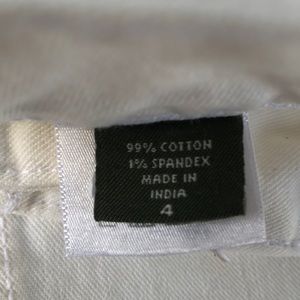 99% COTTON
1% SPANDEX
MADE IN
INDIA
4